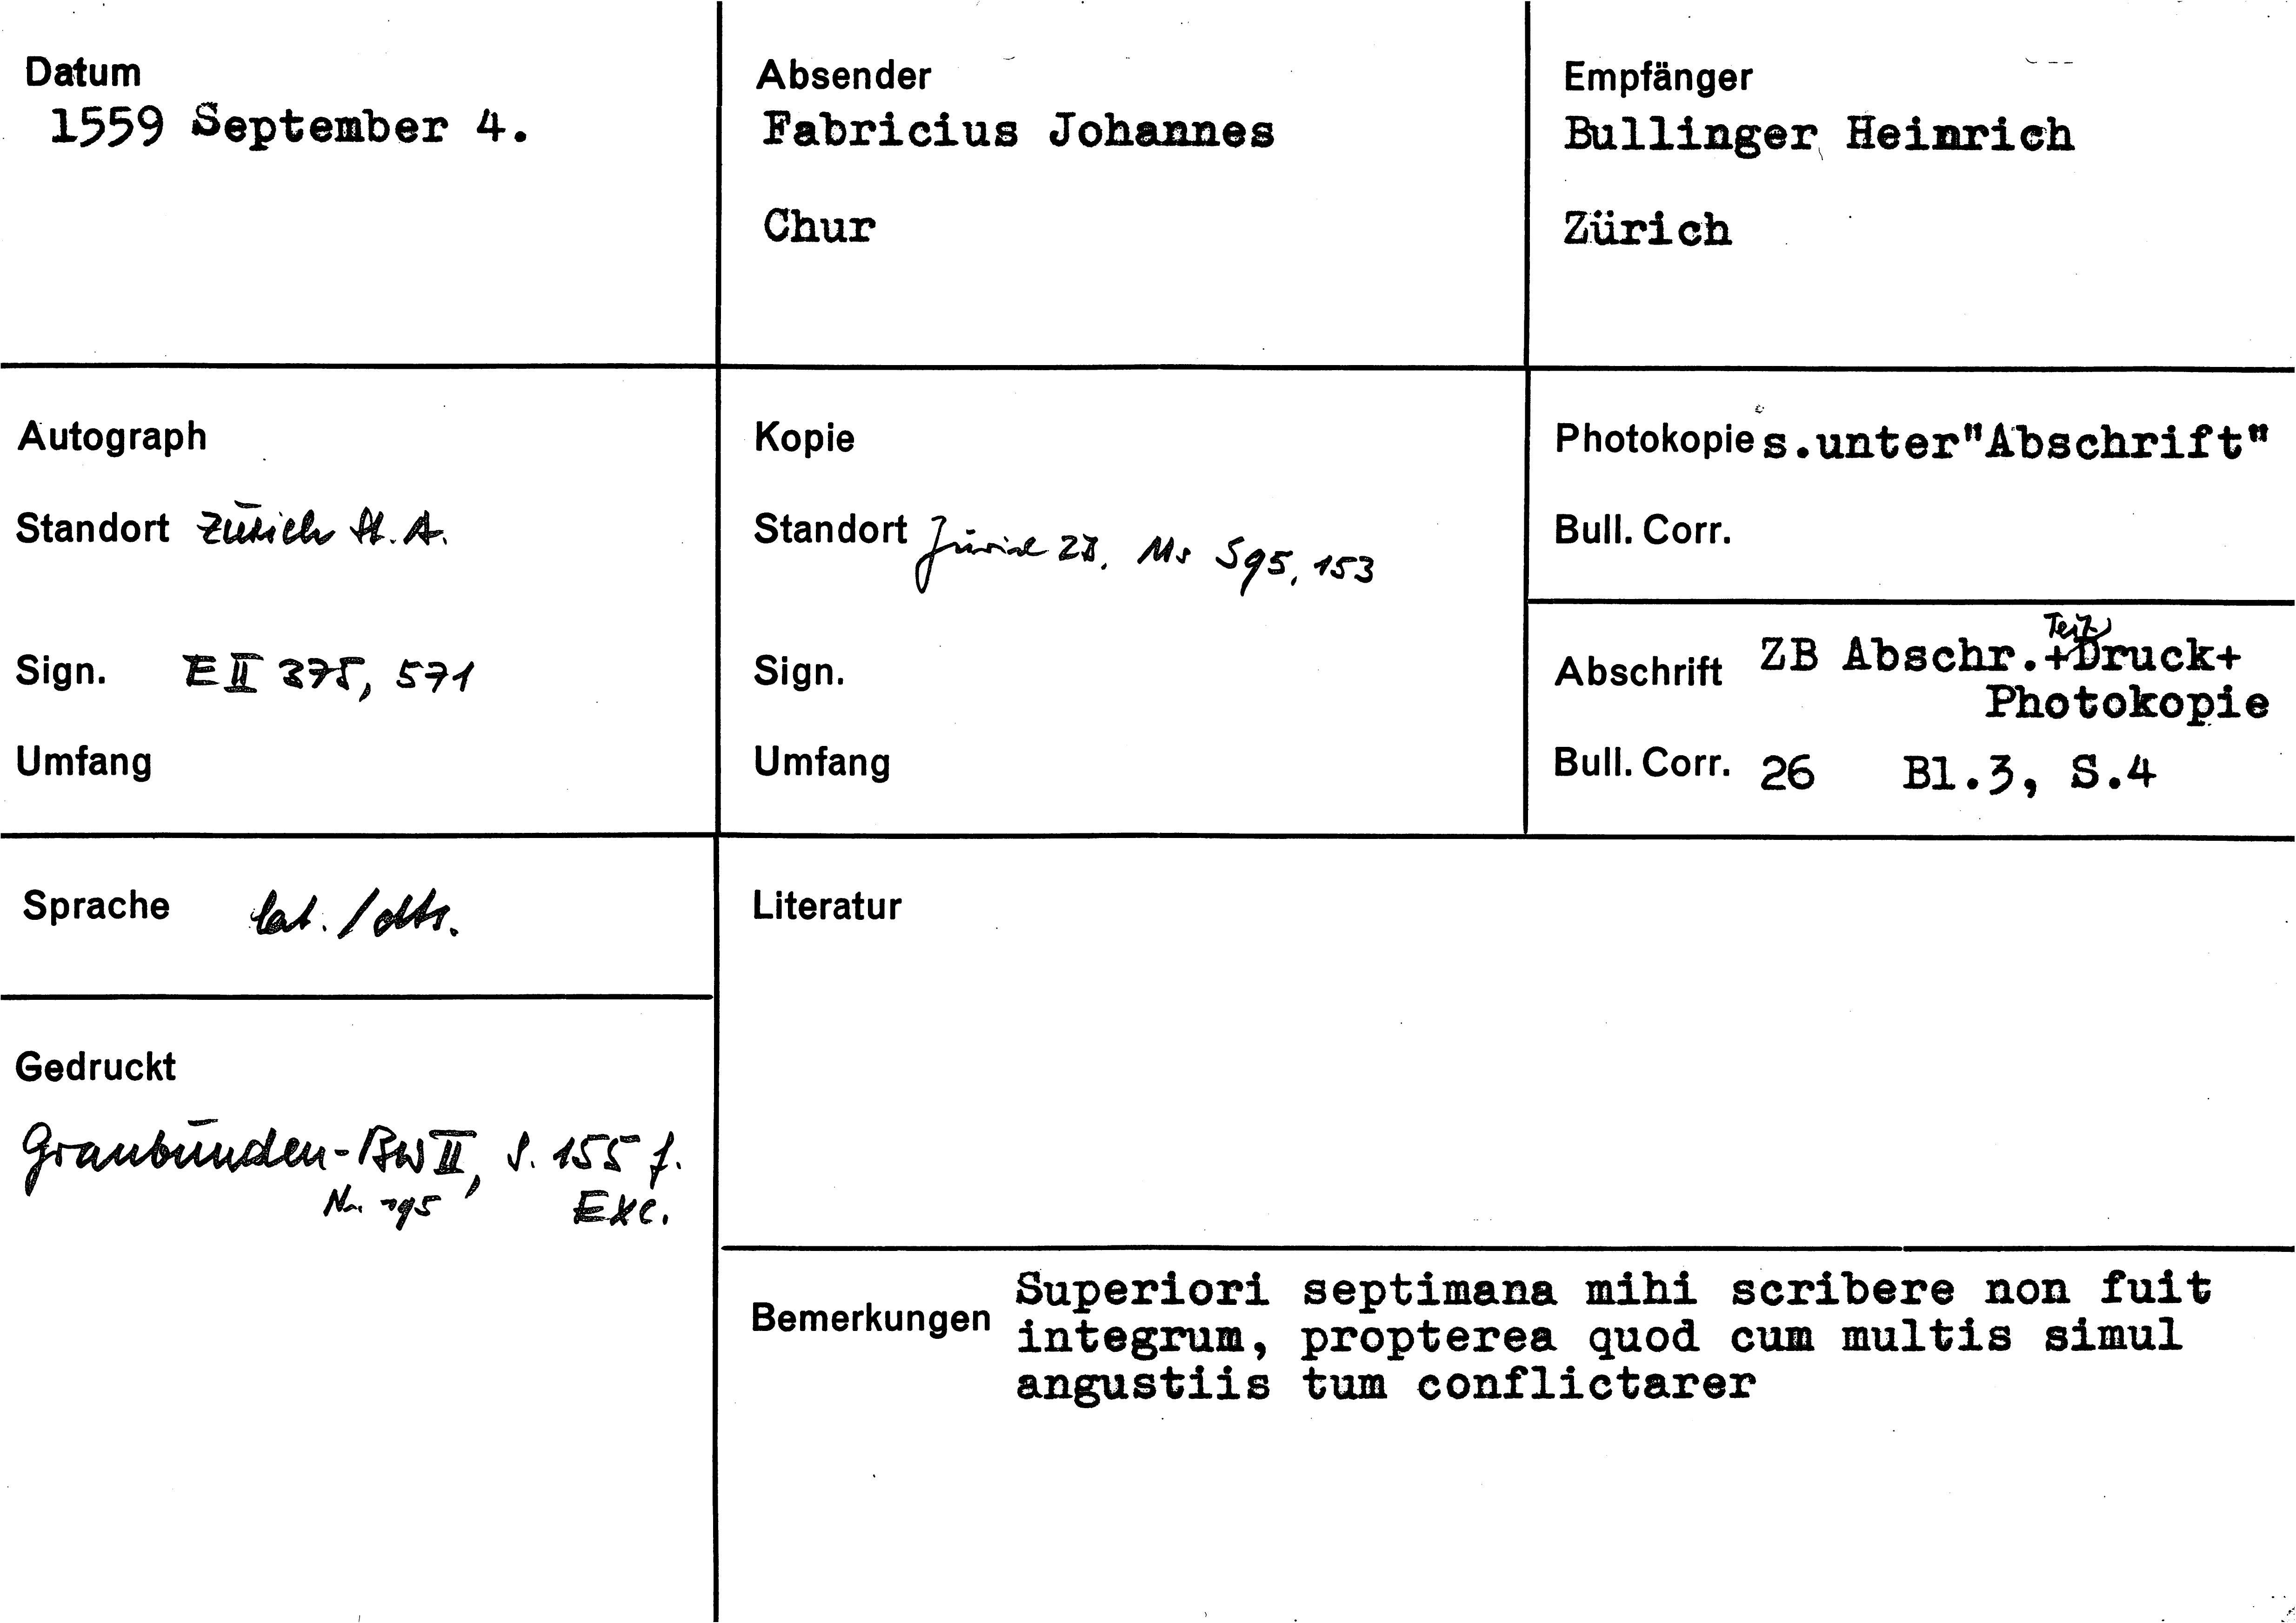 Datum
1559 September 4.
Absender
Fabricius Johannes
Chur
Empfänger
Bullinger Heinrich
Zürich
Autograph
Standort Zürich St. A.
Sign. E II 375, 571
Umfang
Kopie
Standort Zürich ZB, Ms S 95, 153
Sign.
Umfang
Photokopie s.unter"Abschrift"
Bull. Corr.
Teil
Abschrift ZB Abschr.+Druck+
Photokopie
Bull. Corr. 26 Bl.3, S.4
Sprache lat. / dts.
Gedruckt
Graubünden-BW II, S. 155 f.
Nr. 195 Exc.
Literatur
Bemerkungen Superiori septimana mihi scribere non fuit
integrum, propterea quod cum multis simul
angustiis tum conflictarer